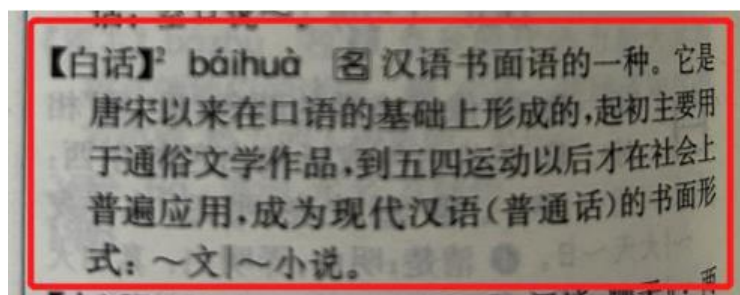 【白话】² báihuà 名 汉语书面语的一种。它是
唐宋以来在口语的基础上形成的,起初主要用
于通俗文学作品,到五四运动以后才在社会上
普遍应用,成为现代汉语(普通话)的书面形
式:～文|～小说。